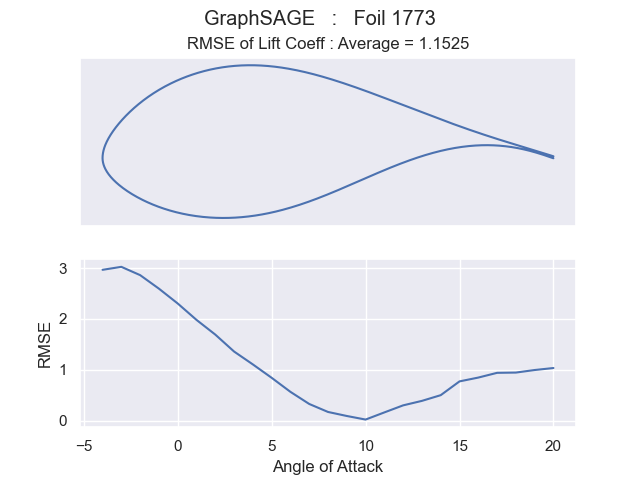 GraphSAGE : Foil 1773
RMSE of Lift Coeff : Average = 1.1525
3
2
1
0
RMSE
−5 0 5 10 15 20
Angle of Attack